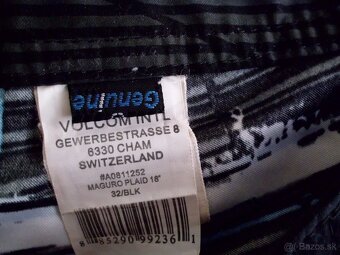 Genuine
VOLCOM INTL
GEWERBESTRASSE 8
6330 CHAM
SWITZERLAND
#A0811252
MAGURO PLAID 18"
32/BLK
8 85290 99236 1
Bazos.sk